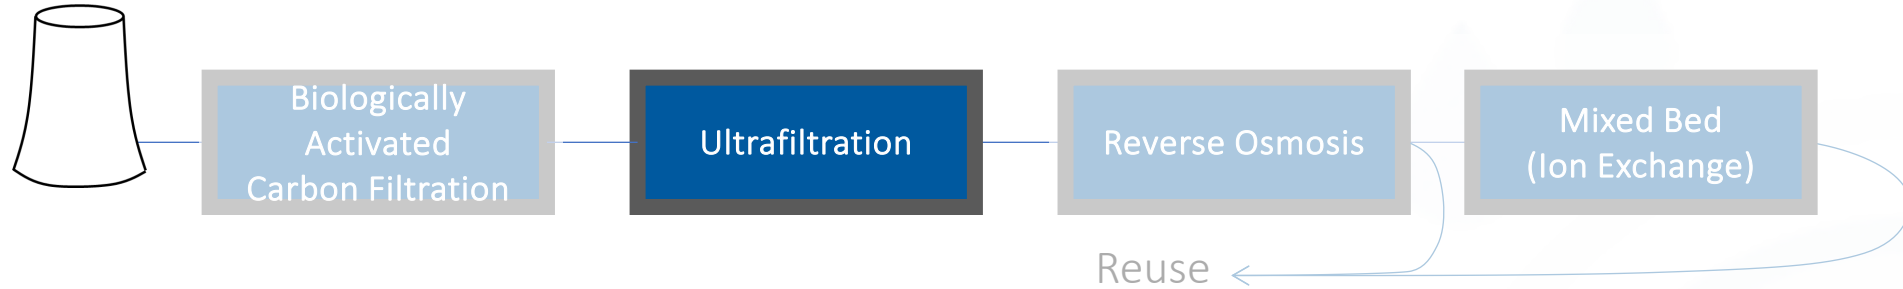 Biologically
Activated
Carbon Filtration
Ultrafiltration
Reverse Osmosis
Mixed Bed
(Ion Exchange)
Reuse